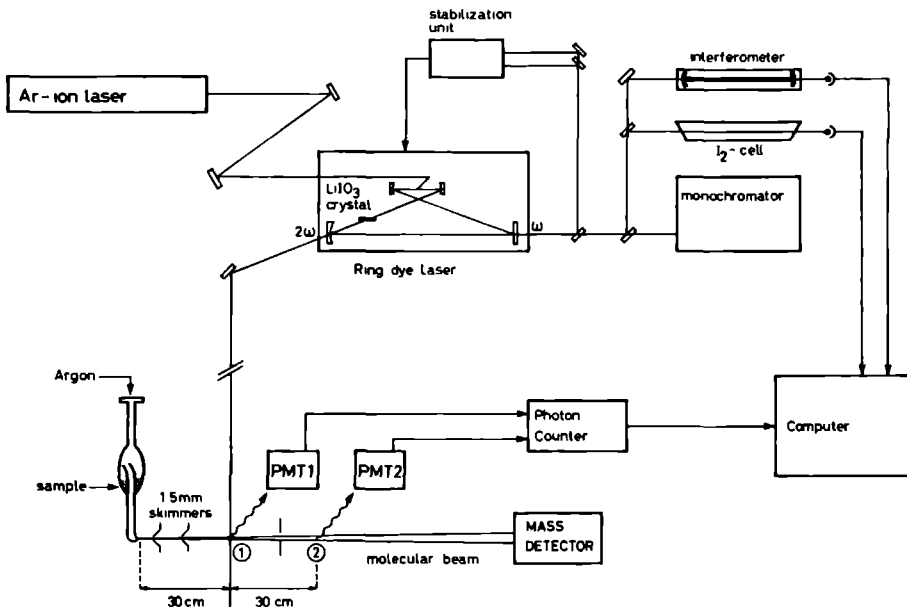 stabilization
unit
Ar-ion laser
interferometer
I2-cell
LiIO3
crystal
monochromator
2ω
ω
Ring dye laser
Argon
sample
1 5mm
skimmers
PMT1
PMT2
Photon
Counter
Computer
1
2
molecular beam
MASS
DETECTOR
30 cm
30 cm